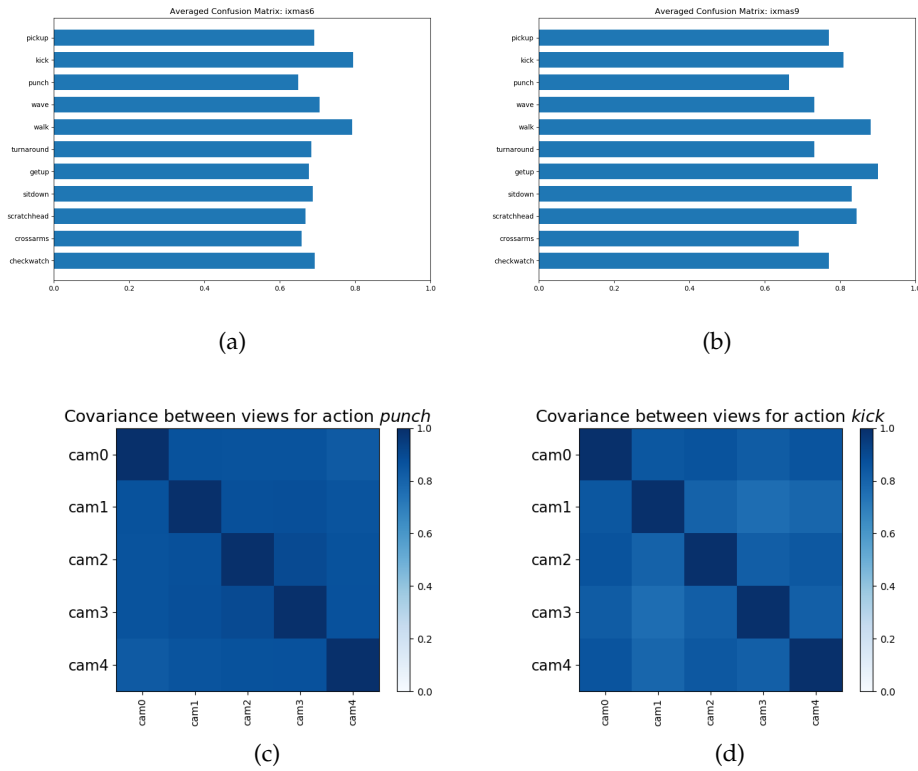 Averaged Confusion Matrix: ixmas6
pickup
kick
punch
wave
walk
turnaround
getup
sitdown
scratchhead
crossarms
checkwatch
0.0 0.2 0.4 0.6 0.8 1.0
(a)
Averaged Confusion Matrix: ixmas9
pickup
kick
punch
wave
walk
turnaround
getup
sitdown
scratchhead
crossarms
checkwatch
0.0 0.2 0.4 0.6 0.8 1.0
(b)
Covariance between views for action punch
cam0
cam1
cam2
cam3
cam4
cam0 cam1 cam2 cam3 cam4
1.0
0.8
0.6
0.4
0.2
0.0
(c)
Covariance between views for action kick
cam0
cam1
cam2
cam3
cam4
cam0 cam1 cam2 cam3 cam4
1.0
0.8
0.6
0.4
0.2
0.0
(d)